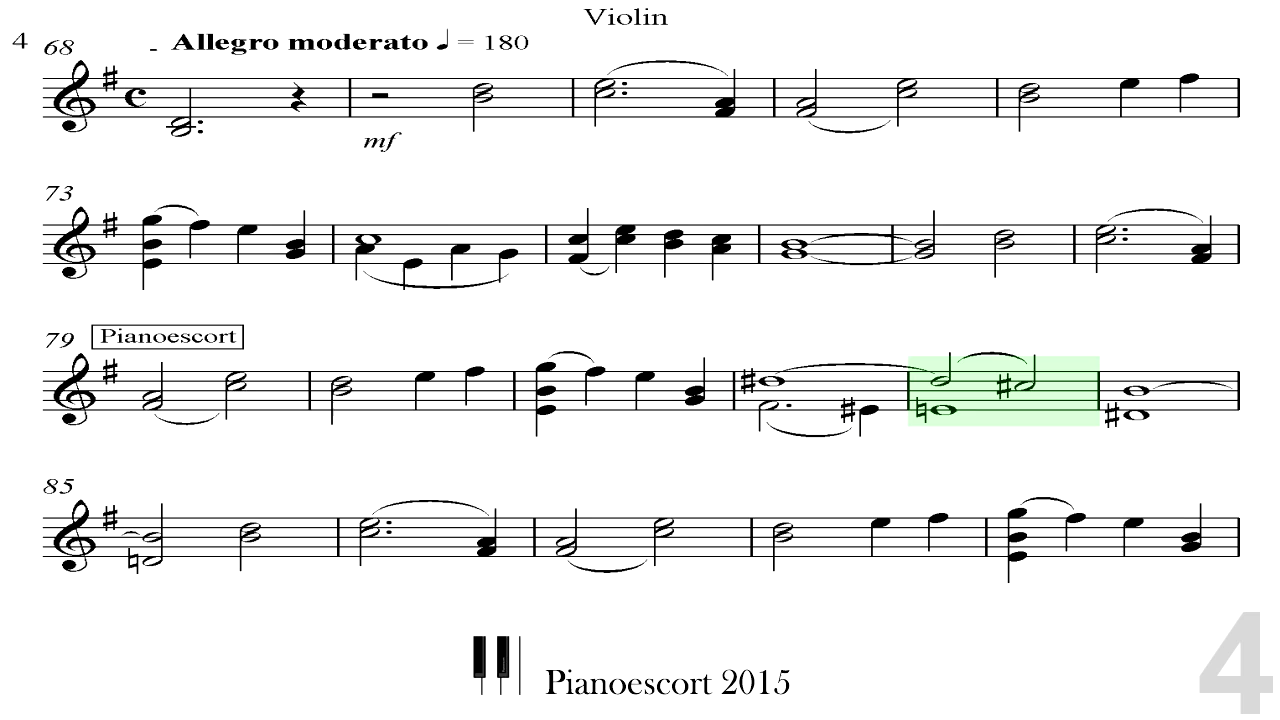 Violin
4
68 - Allegro moderato ♩ = 180
mf
73
79 Pianoescort
85
Pianoescort 2015
4